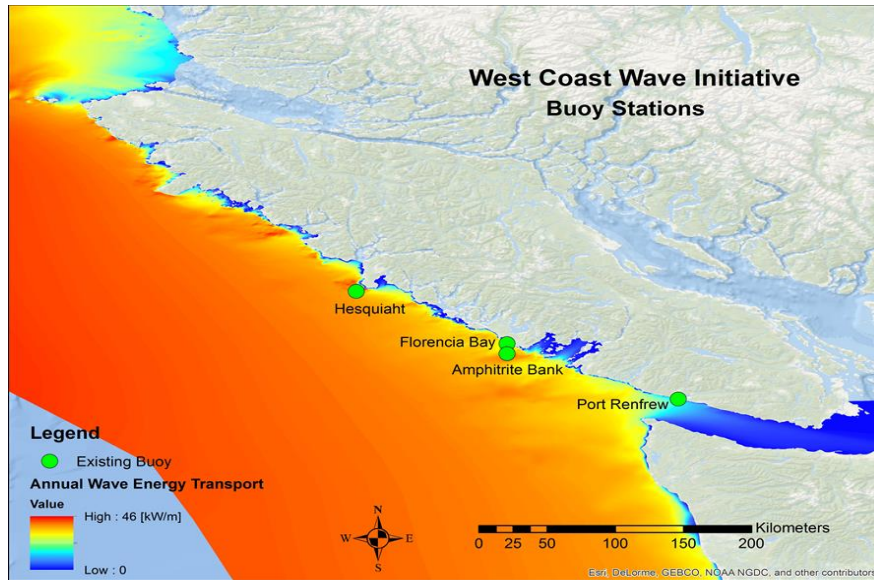 West Coast Wave Initiative
Buoy Stations
Hesquiaht
Florencia Bay
Amphitrite Bank
Port Renfrew
Legend
Existing Buoy
Annual Wave Energy Transport
Value
High : 46 [kW/m]
Low : 0
N
W E
S
Kilometers
0 25 50 100 150 200
Esri, DeLorme, GEBCO, NOAA NGDC, and other contributors